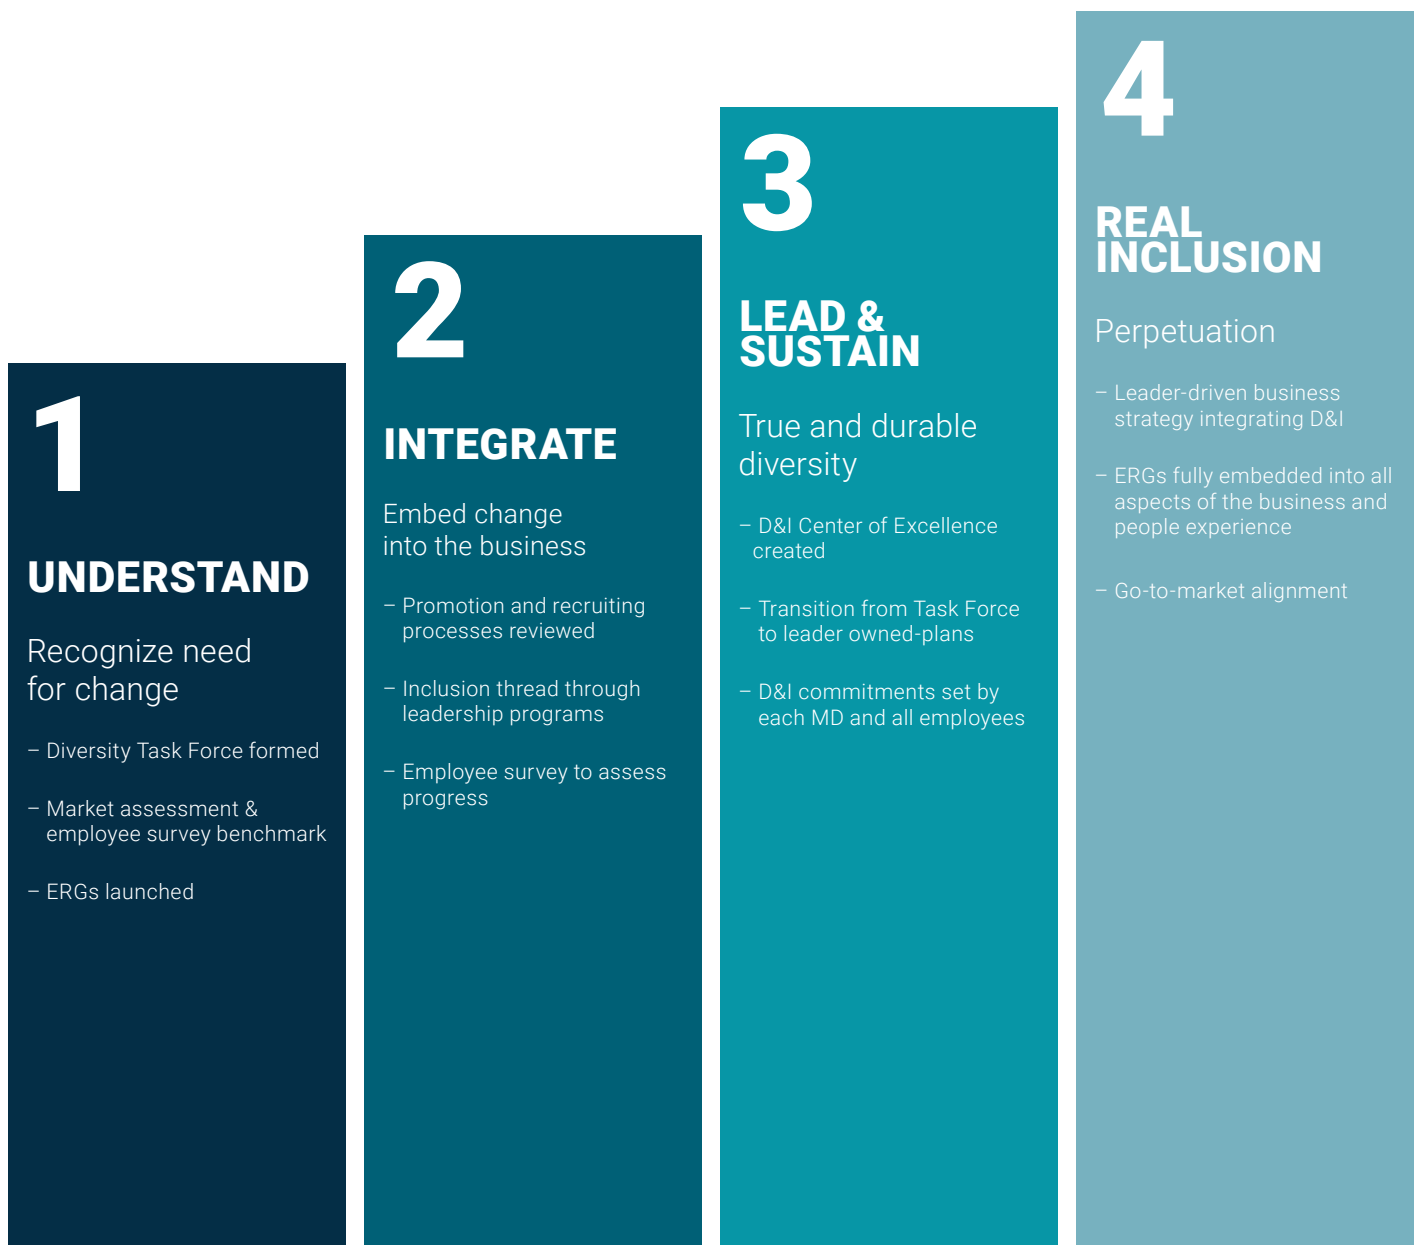 1
UNDERSTAND
Recognize need
for change
– Diversity Task Force formed
– Market assessment &
employee survey benchmark
– ERGs launched
2
INTEGRATE
Embed change
into the business
– Promotion and recruiting
processes reviewed
– Inclusion thread through
leadership programs
– Employee survey to assess
progress
3
LEAD &
SUSTAIN
True and durable
diversity
– D&I Center of Excellence
created
– Transition from Task Force
to leader owned-plans
– D&I commitments set by
each MD and all employees
4
REAL
INCLUSION
Perpetuation
– Leader-driven business
strategy integrating D&I
– ERGs fully embedded into all
aspects of the business and
people experience
– Go-to-market alignment